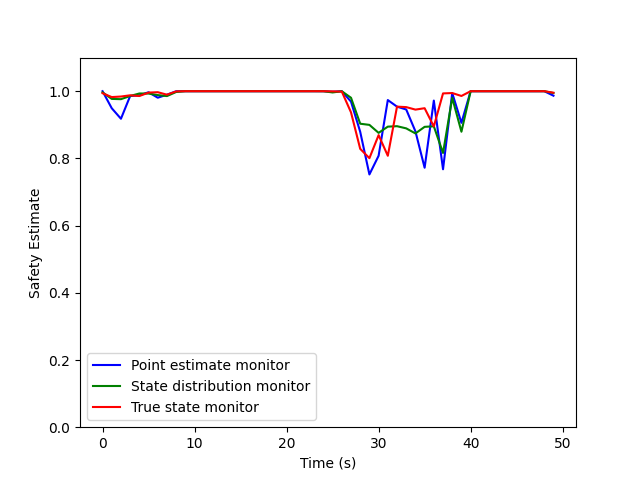 1.0
0.8
0.6
0.4
0.2
0.0
Safety Estimate
Point estimate monitor
State distribution monitor
True state monitor
0 10 20 30 40 50
Time (s)